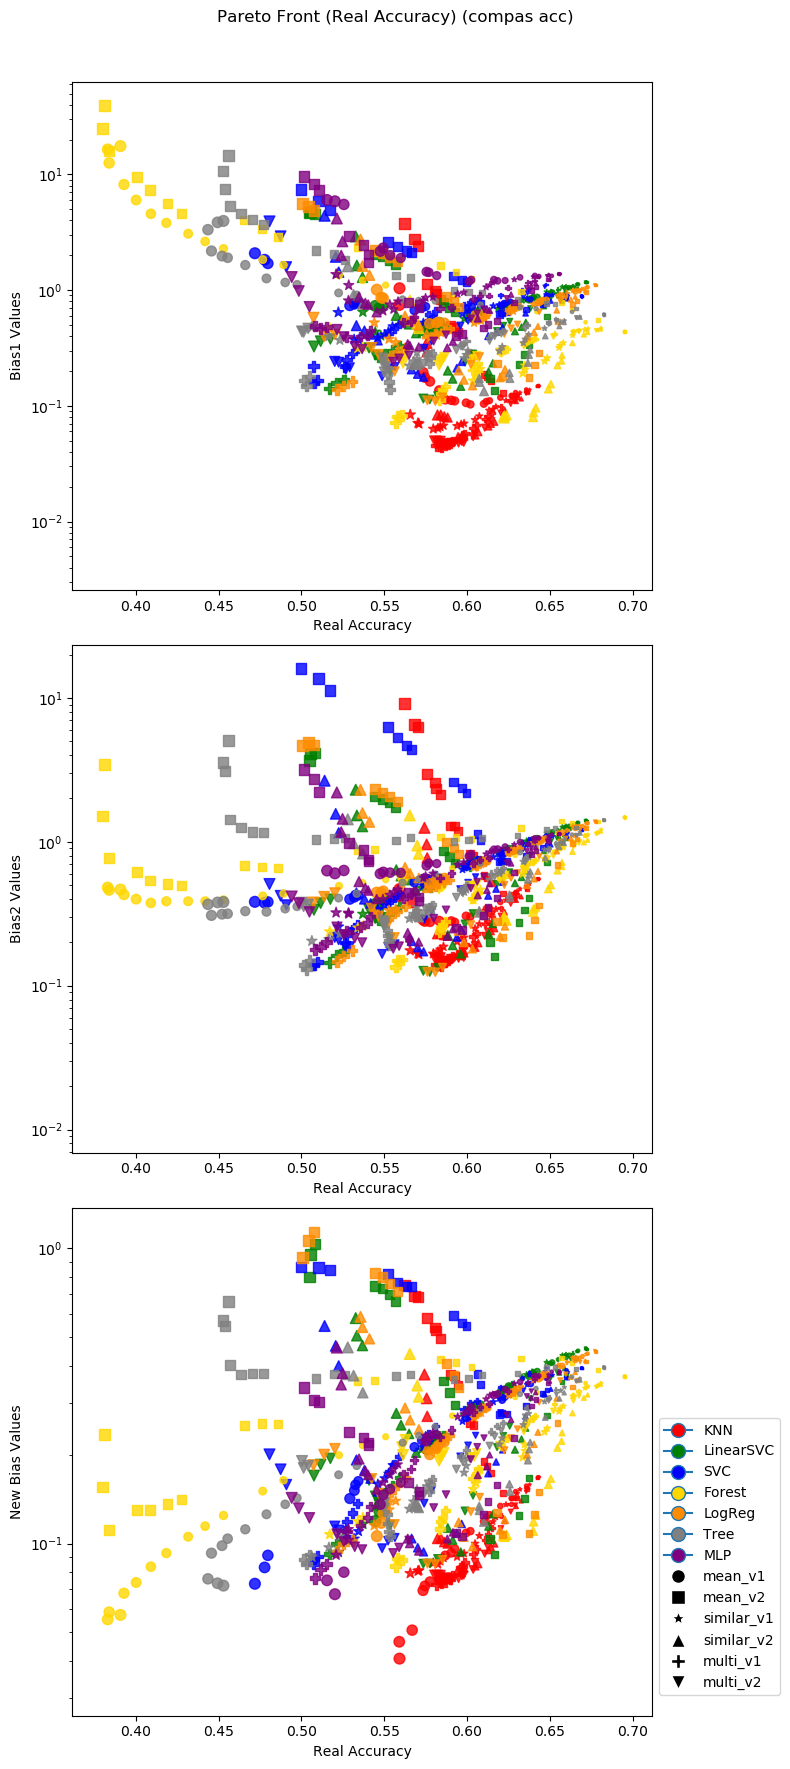 Pareto Front (Real Accuracy) (compas acc)
Bias1 Values
10¹
10⁰
10⁻¹
10⁻²
0.40 0.45 0.50 0.55 0.60 0.65 0.70
Real Accuracy
Bias2 Values
10¹
10⁰
10⁻¹
10⁻²
0.40 0.45 0.50 0.55 0.60 0.65 0.70
Real Accuracy
New Bias Values
10⁰
10⁻¹
0.40 0.45 0.50 0.55 0.60 0.65 0.70
Real Accuracy
KNN
LinearSVC
SVC
Forest
LogReg
Tree
MLP
mean_v1
mean_v2
similar_v1
similar_v2
multi_v1
multi_v2